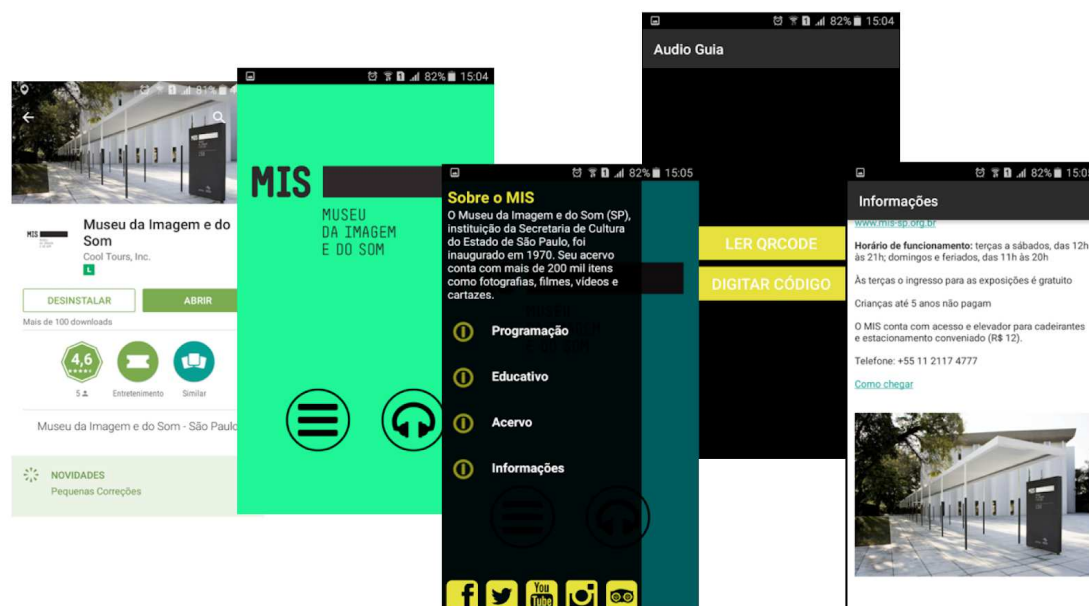 81%
Museu da Imagem e do
Som
Cool Tours, Inc.
L
DESINSTALAR
ABRIR
Mais de 100 downloads
4,6
5
Entretenimento
Similar
Museu da Imagem e do Som - São Paulo
NOVIDADES
Pequenas Correções
82% 15:04
MIS
MUSEU
DA IMAGEM
E DO SOM
82% 15:05
Sobre o MIS
O Museu da Imagem e do Som (SP),
instituição da Secretaria de Cultura
do Estado de São Paulo, foi
inaugurado em 1970. Seu acervo
conta com mais de 200 mil itens
como fotografias, filmes, vídeos e
cartazes.
Programação
Educativo
Acervo
Informações
You
Tube
82% 15:04
Audio Guia
LER QRCODE
DIGITAR CÓDIGO
82% 15:05
Informações
www.mis-sp.org.br
Horário de funcionamento: terças a sábados, das 12h
às 21h; domingos e feriados, das 11h às 20h
Às terças o ingresso para as exposições é gratuito
Crianças até 5 anos não pagam
O MIS conta com acesso e elevador para cadeirantes
e estacionamento conveniado (R$ 12).
Telefone: +55 11 2117 4777
Como chegar